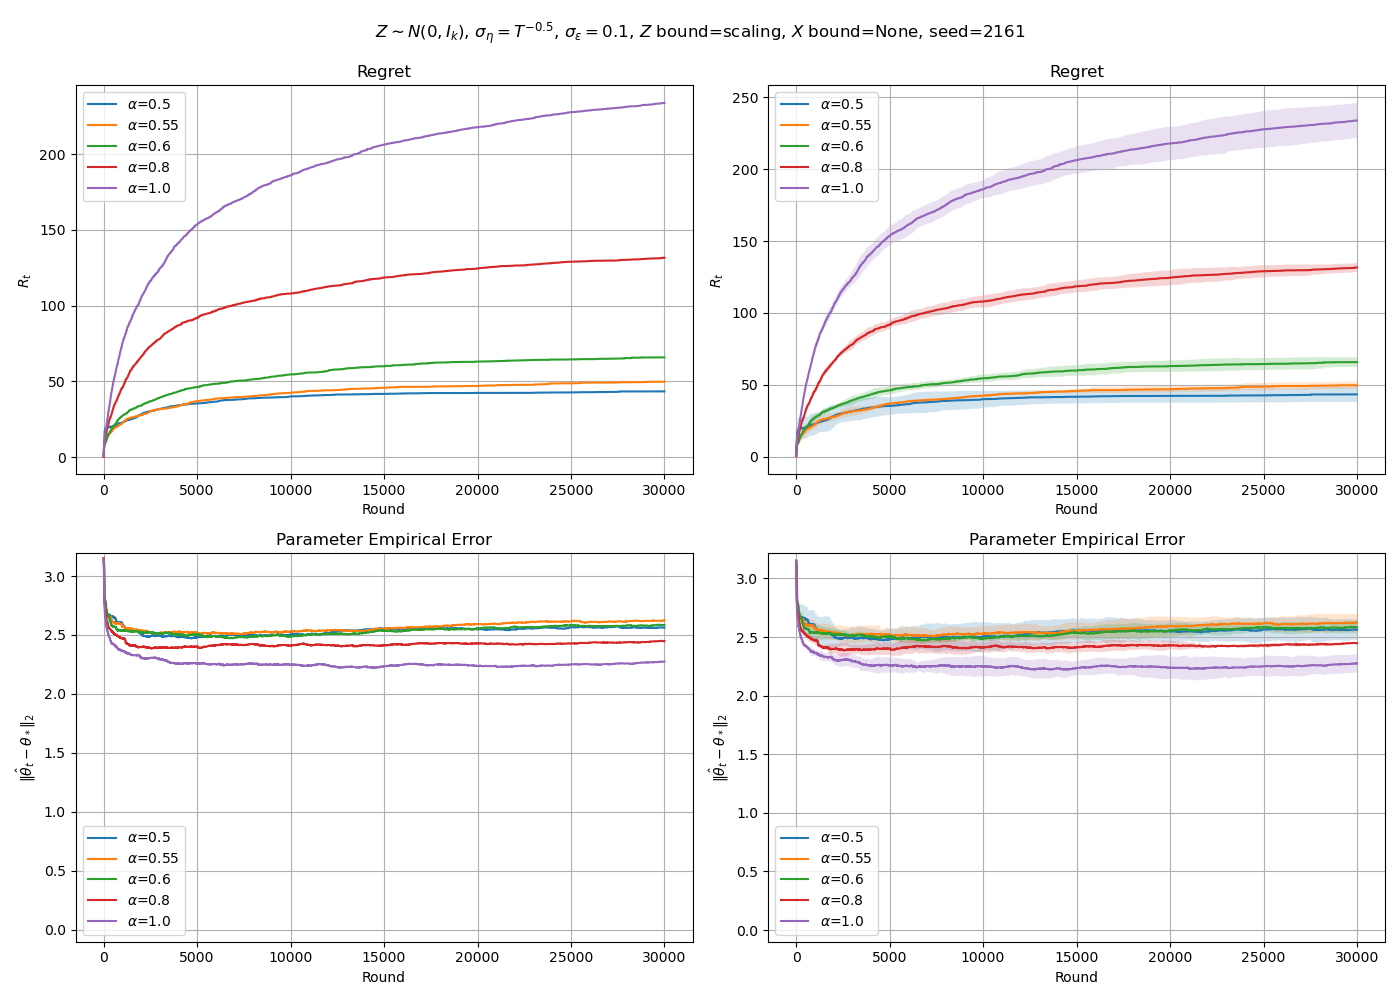 Z ∼ N(0, I_k), σ_η = T^{−0.5}, σ_ε = 0.1, Z bound=scaling, X bound=None, seed=2161
Regret
α=0.5
α=0.55
α=0.6
α=0.8
α=1.0
R_t
200
150
100
50
0
0 5000 10000 15000 20000 25000 30000
Round
Regret
α=0.5
α=0.55
α=0.6
α=0.8
α=1.0
R_t
250
200
150
100
50
0
0 5000 10000 15000 20000 25000 30000
Round
Parameter Empirical Error
‖θ̂_t − θ_*‖_2
3.0
2.5
2.0
1.5
1.0
0.5
0.0
α=0.5
α=0.55
α=0.6
α=0.8
α=1.0
0 5000 10000 15000 20000 25000 30000
Round
Parameter Empirical Error
‖θ̂_t − θ_*‖_2
3.0
2.5
2.0
1.5
1.0
0.5
0.0
α=0.5
α=0.55
α=0.6
α=0.8
α=1.0
0 5000 10000 15000 20000 25000 30000
Round